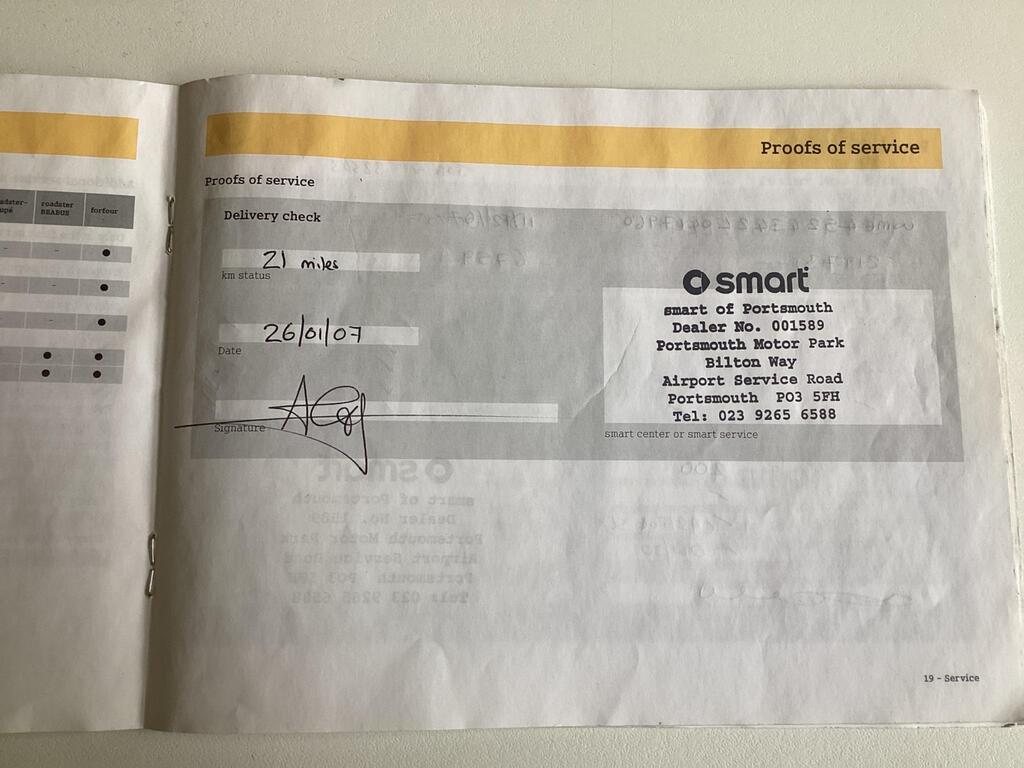 roadster
BRABUS
forfour
Proofs of service
Proofs of service
Delivery check
21 miles
km status
26/01/07
Date
Signature
smart
smart of Portsmouth
Dealer No. 001589
Portsmouth Motor Park
Bilton Way
Airport Service Road
Portsmouth PO3 5FH
Tel: 023 9265 6588
smart center or smart service
19 - Service